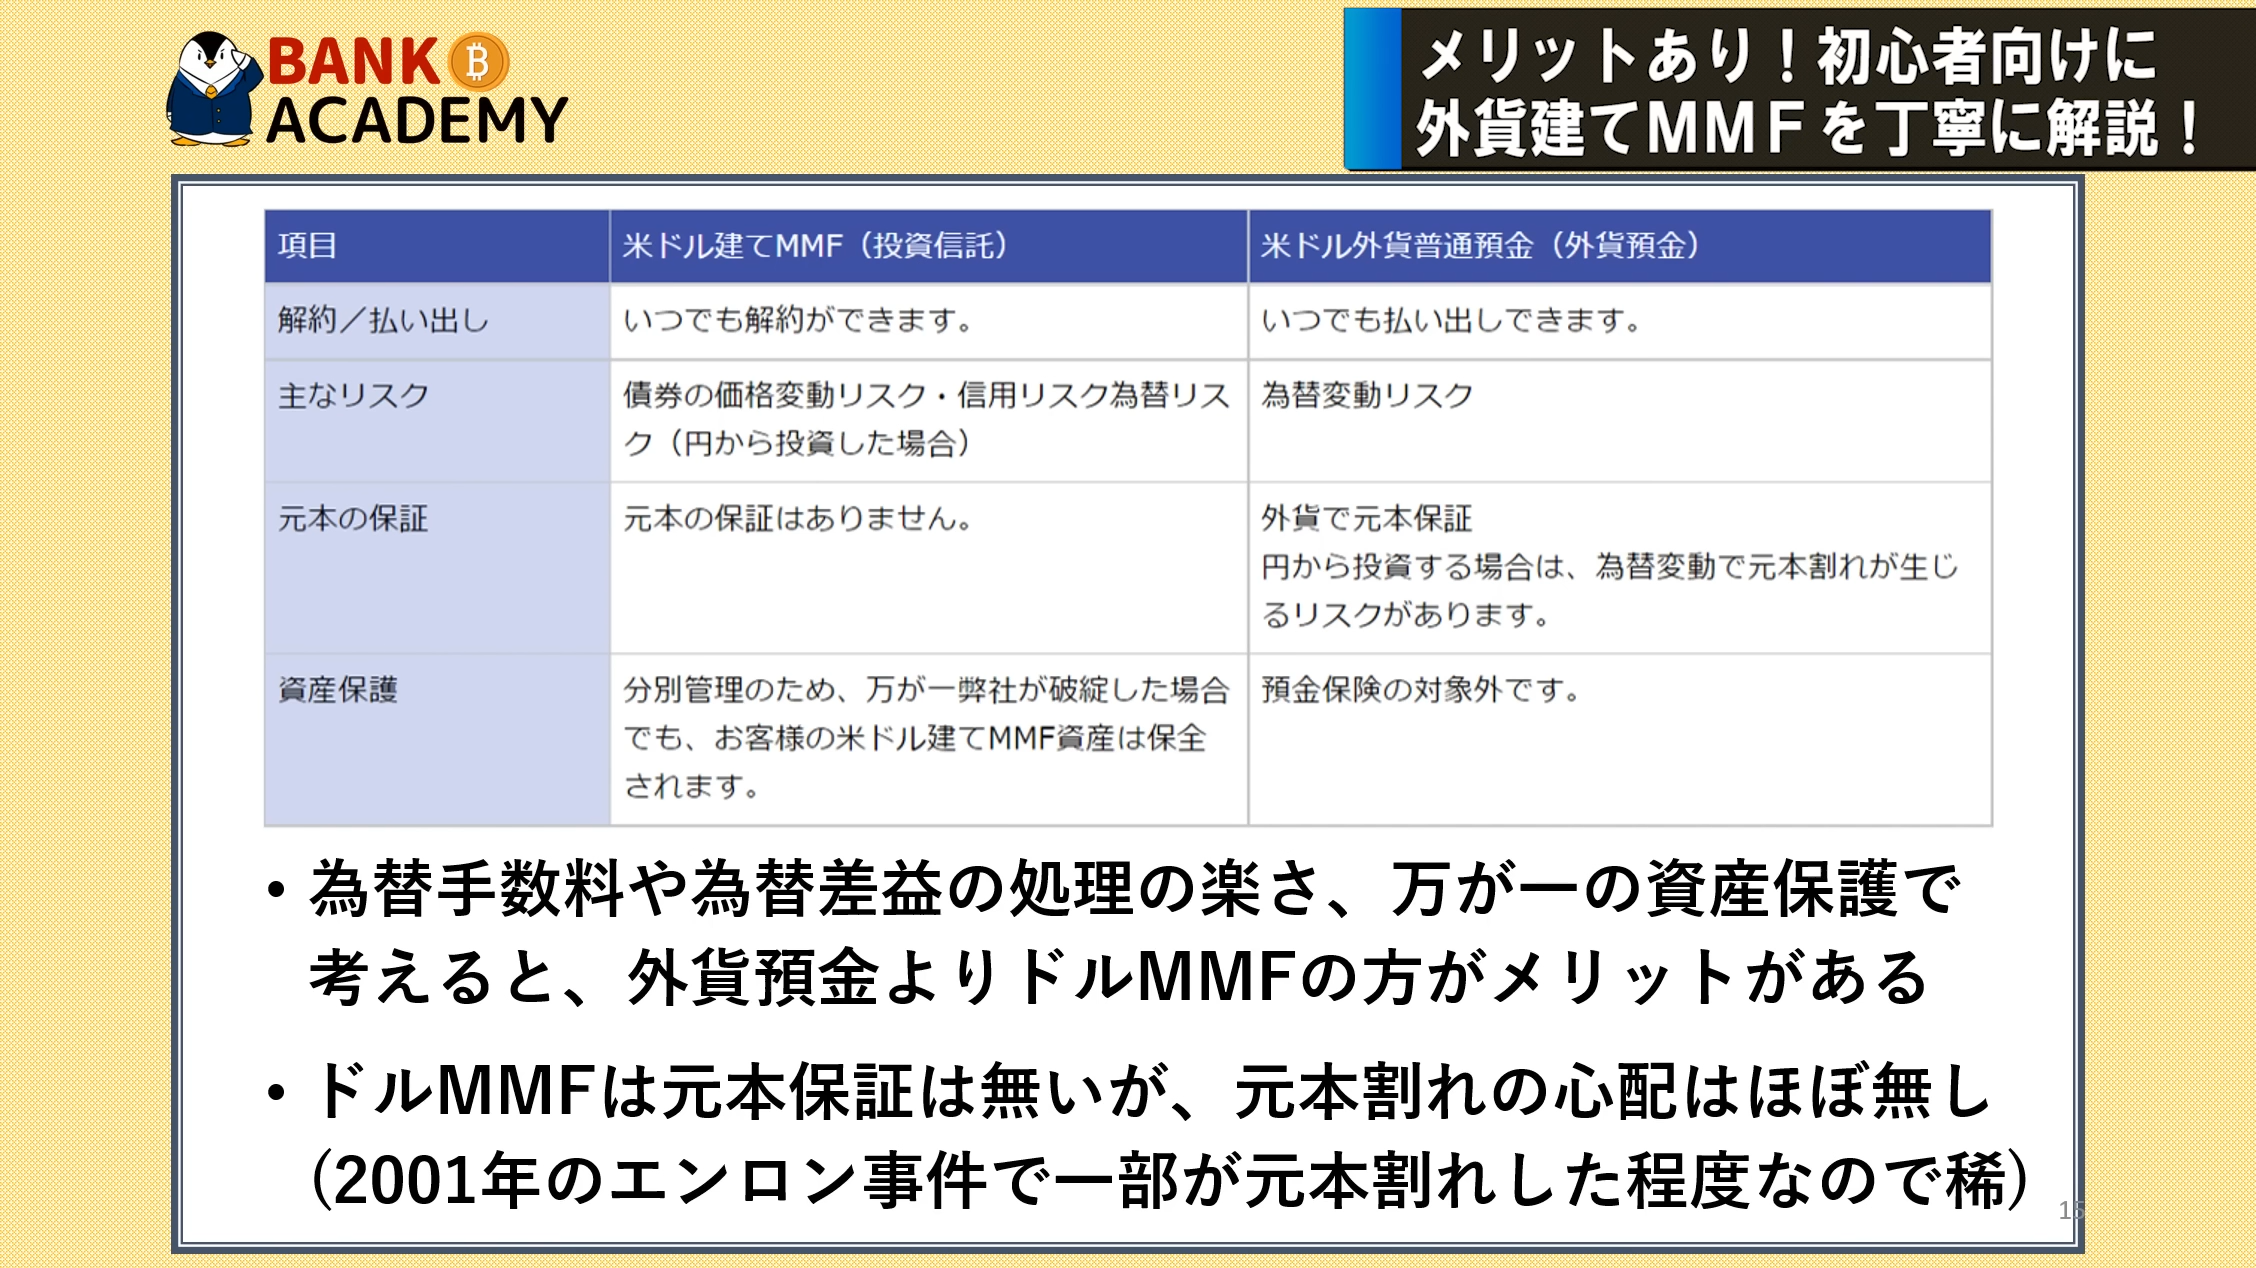 BANK
ACADEMY
メリットあり！初心者向けに
外貨建てMMFを丁寧に解説！
項目
米ドル建てMMF（投資信託）
米ドル外貨普通預金（外貨預金）
解約／払い出し
いつでも解約ができます。
いつでも払い出しできます。
主なリスク
債券の価格変動リスク・信用リスク為替リス
ク（円から投資した場合）
為替変動リスク
元本の保証
元本の保証はありません。
外貨で元本保証
円から投資する場合は、為替変動で元本割れが生じ
るリスクがあります。
資産保護
分別管理のため、万が一弊社が破綻した場合
でも、お客様の米ドル建てMMF資産は保全
されます。
預金保険の対象外です。
・為替手数料や為替差益の処理の楽さ、万が一の資産保護で
考えると、外貨預金よりドルMMFの方がメリットがある
・ドルMMFは元本保証は無いが、元本割れの心配はほぼ無し
(2001年のエンロン事件で一部が元本割れした程度なので稀)
15